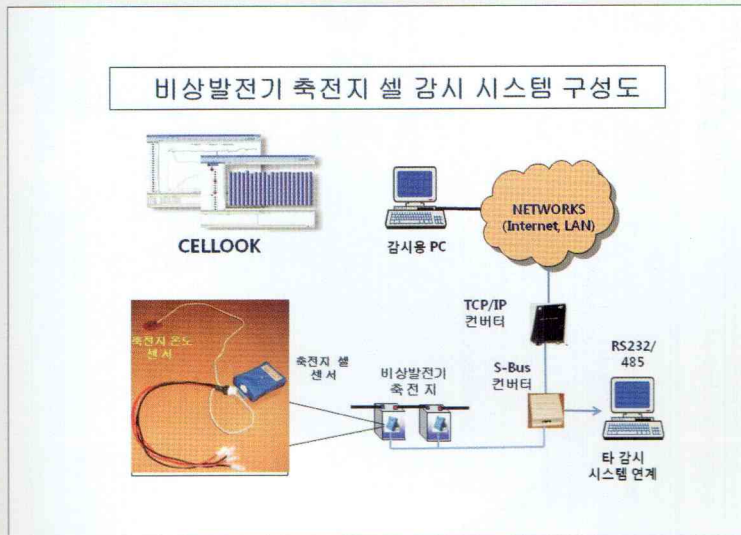 비상발전기 축전지 셀 감시 시스템 구성도
CELLOOK
감시용 PC
NETWORKS
(Internet, LAN)
TCP/IP
컨버터
S-Bus
컨버터
RS232/
485
타 감시
시스템 연계
축전지 온도
센서
축전지 셀
센서
비상발전기
축 전 지